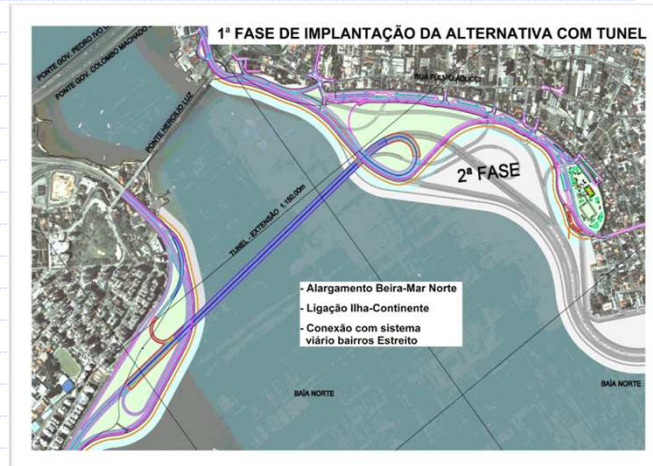 1ª FASE DE IMPLANTAÇÃO DA ALTERNATIVA COM TUNEL
PONTE GOV. PEDRO IVO
PONTE GOV. COLOMBO MACHADO
PONTE HERCILIO LUZ
RUA FULVIO ADUCCI
2ª FASE
TUNEL - EXTENSÃO 1.150,00m
- Alargamento Beira-Mar Norte
- Ligação Ilha-Continente
- Conexão com sistema
viário bairros Estreito
BAÍA NORTE
BAÍA NORTE